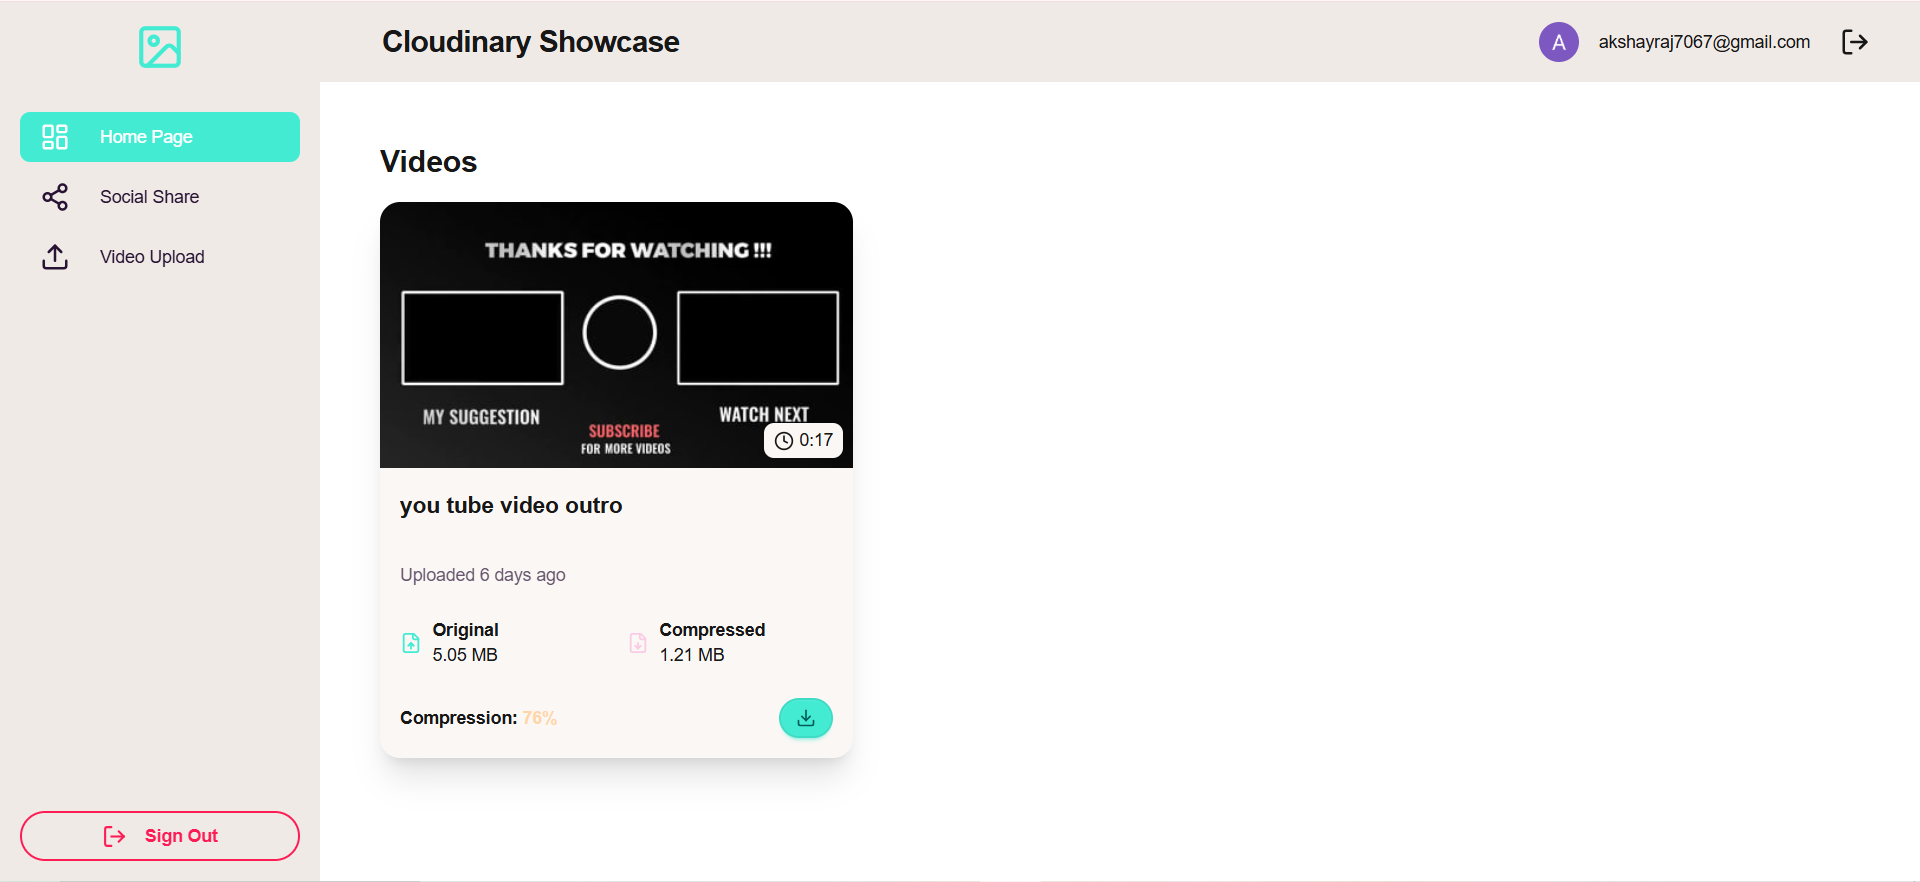 Cloudinary Showcase
A
akshayraj7067@gmail.com
Home Page
Social Share
Video Upload
Sign Out
Videos
THANKS FOR WATCHING !!!
MY SUGGESTION
WATCH NEXT
SUBSCRIBE
FOR MORE VIDEOS
0:17
you tube video outro
Uploaded 6 days ago
Original
5.05 MB
Compressed
1.21 MB
Compression: 76%